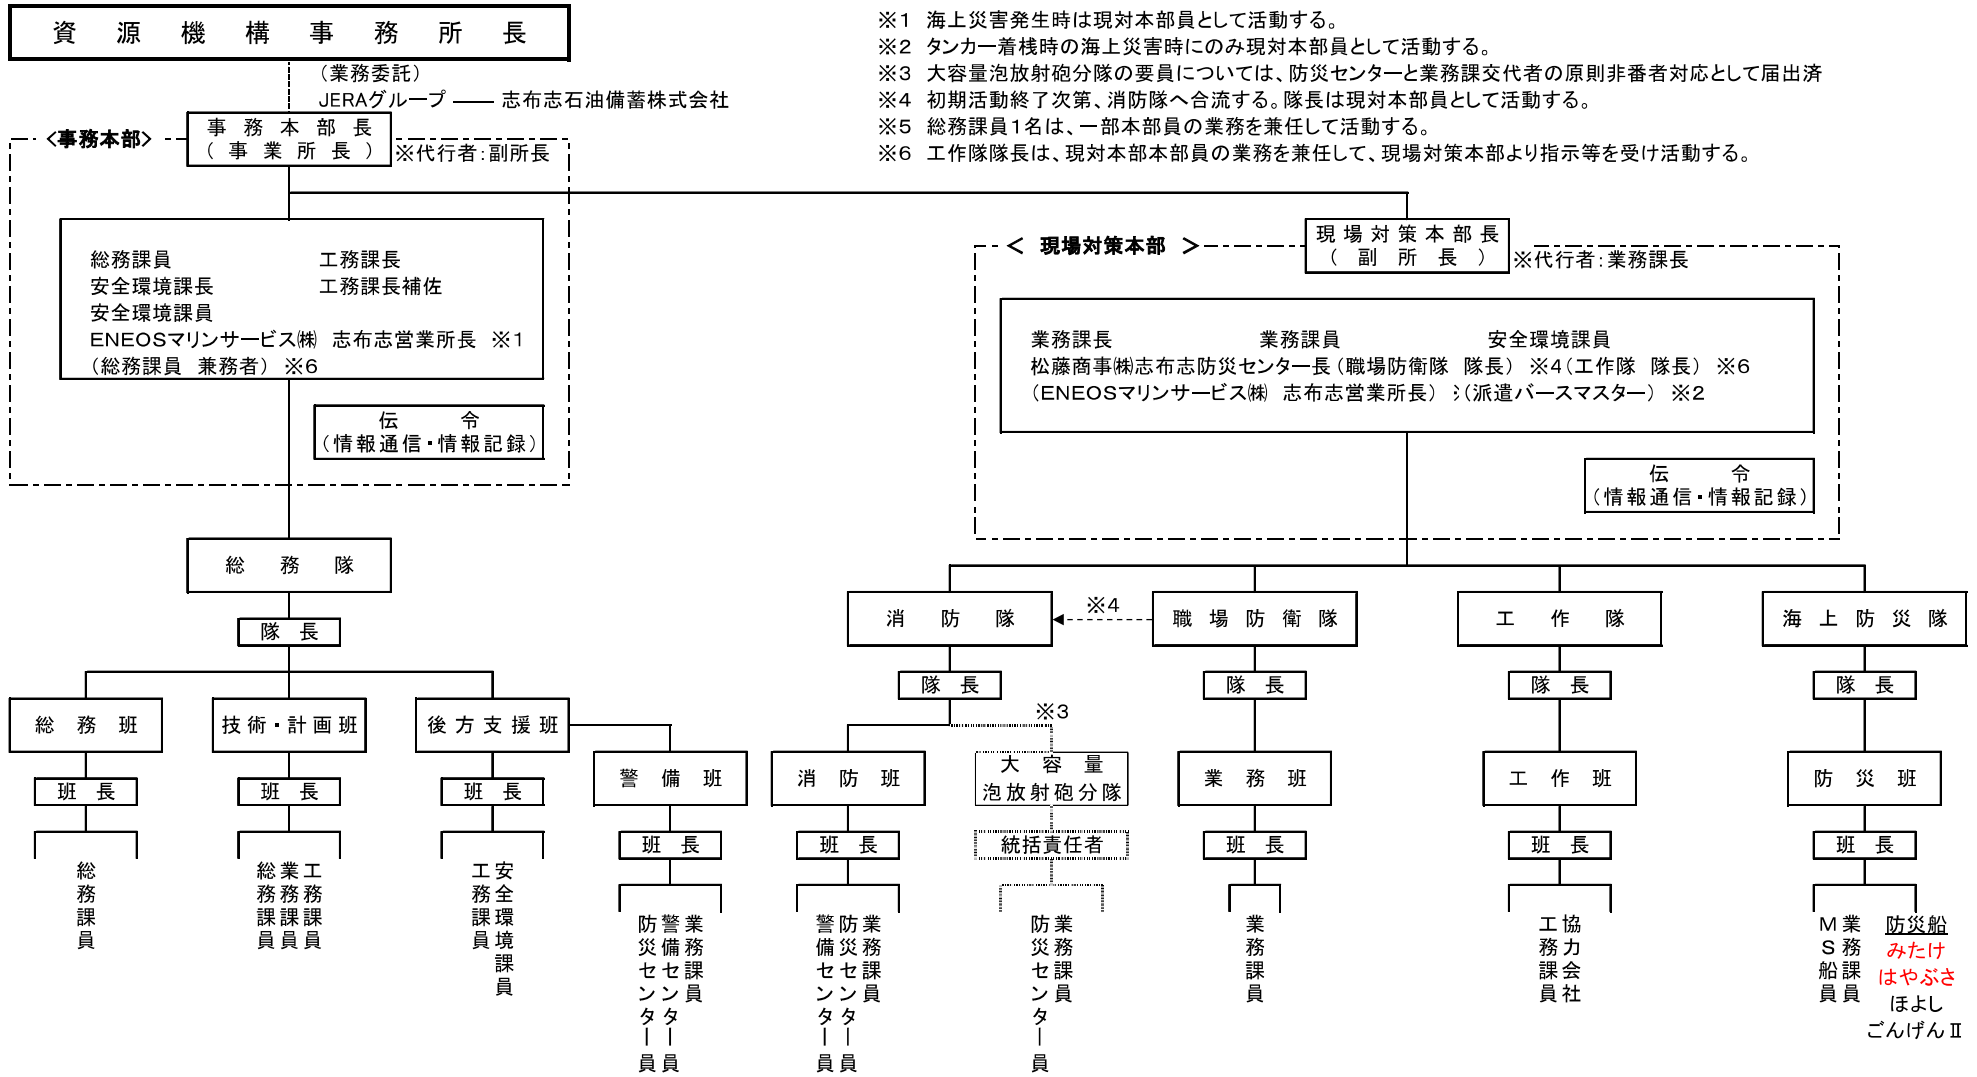 資源機構事務所長
(業務委託)
JERAグループ ―― 志布志石油備蓄株式会社
※1 海上災害発生時は現対本部員として活動する。
※2 タンカー着桟時の海上災害時にのみ現対本部員として活動する。
※3 大容量泡放射砲分隊の要員については、防災センターと業務課交代者の原則非番者対応として届出済
※4 初期活動終了次第、消防隊へ合流する。隊長は現対本部員として活動する。
※5 総務課員1名は、一部本部員の業務を兼任して活動する。
※6 工作隊隊長は、現対本部本部員の業務を兼任して、現場対策本部より指示等を受け活動する。
<事務本部>
事務本部長
(事業所長)
※代行者:副所長
総務課員 工務課長
安全環境課長 工務課長補佐
安全環境課員
ENEOSマリンサービス㈱ 志布志営業所長 ※1
(総務課員 兼務者) ※6
伝令
(情報通信・情報記録)
< 現場対策本部 >
現場対策本部長
(副所長)
※代行者:業務課長
業務課長 業務課員 安全環境課員
松藤商事㈱志布志防災センター長(職場防衛隊 隊長) ※4(工作隊 隊長) ※6
(ENEOSマリンサービス㈱ 志布志営業所長) (派遣バースマスター) ※2
伝令
(情報通信・情報記録)
総務隊
隊長
総務班
班長
総務課員
技術・計画班
班長
工務課員
業務課員
総務課員
後方支援班
班長
安全環境課員
工務課員
警備班
班長
業務課員
警備センター員
防災センター員
消防隊
※4
隊長
消防班
班長
業務課員
防災センター員
警備センター員
※3
大容量
泡放射砲分隊
統括責任者
業務課員
防災センター員
職場防衛隊
隊長
業務班
班長
業務課員
工作隊
隊長
工作班
班長
協力会社
工務課員
海上防災隊
隊長
防災班
班長
業務課員
MS船員
防災船
みたけ
はやぶさ
ほよし
ごんげんⅡ